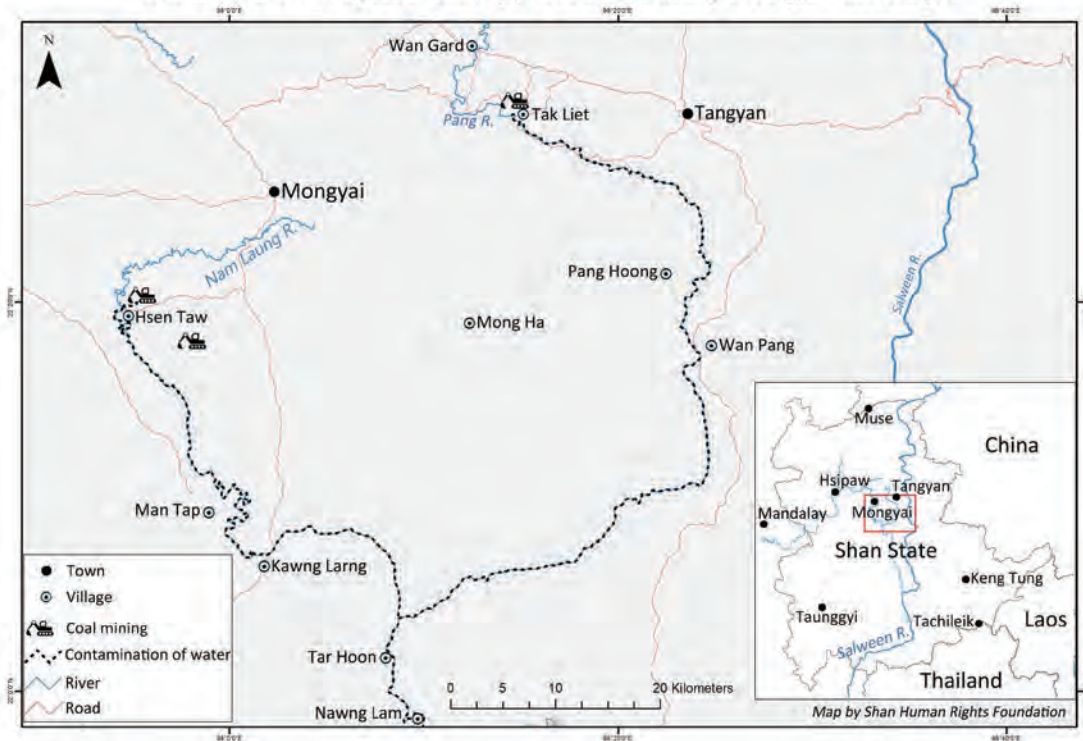 N
Wan Gard
Tak Liet
Pang R.
Tangyan
Mongyai
Nam Laung R.
Pang Hoong
Salween R.
Hsen Taw
Mong Ha
Wan Pang
Man Tap
Kawng Larng
Tar Hoon
Nawng Lam
Town
Village
Coal mining
Contamination of water
River
Road
0 5 10 20 Kilometers
Muse
China
Hsipaw
Tangyan
Mandalay
Mongyai
Shan State
Keng Tung
Taunggyi
Laos
Tachileik
Salween R.
Thailand
Map by Shan Human Rights Foundation